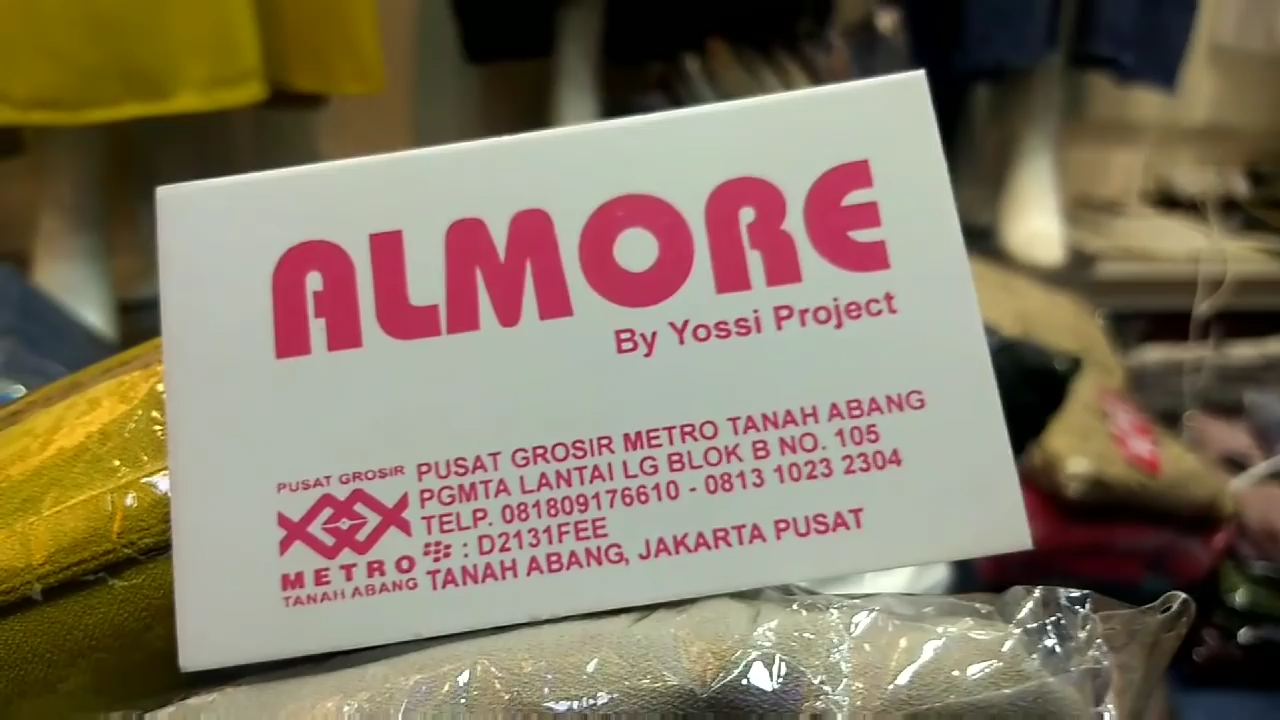 ALMORE
By Yossi Project
PUSAT GROSIR
METRO
TANAH ABANG
PUSAT GROSIR METRO TANAH ABANG
PGMTA LANTAI LG BLOK B NO. 105
TELP. 081809176610 - 0813 1023 2304
: D2131FEE
TANAH ABANG, JAKARTA PUSAT